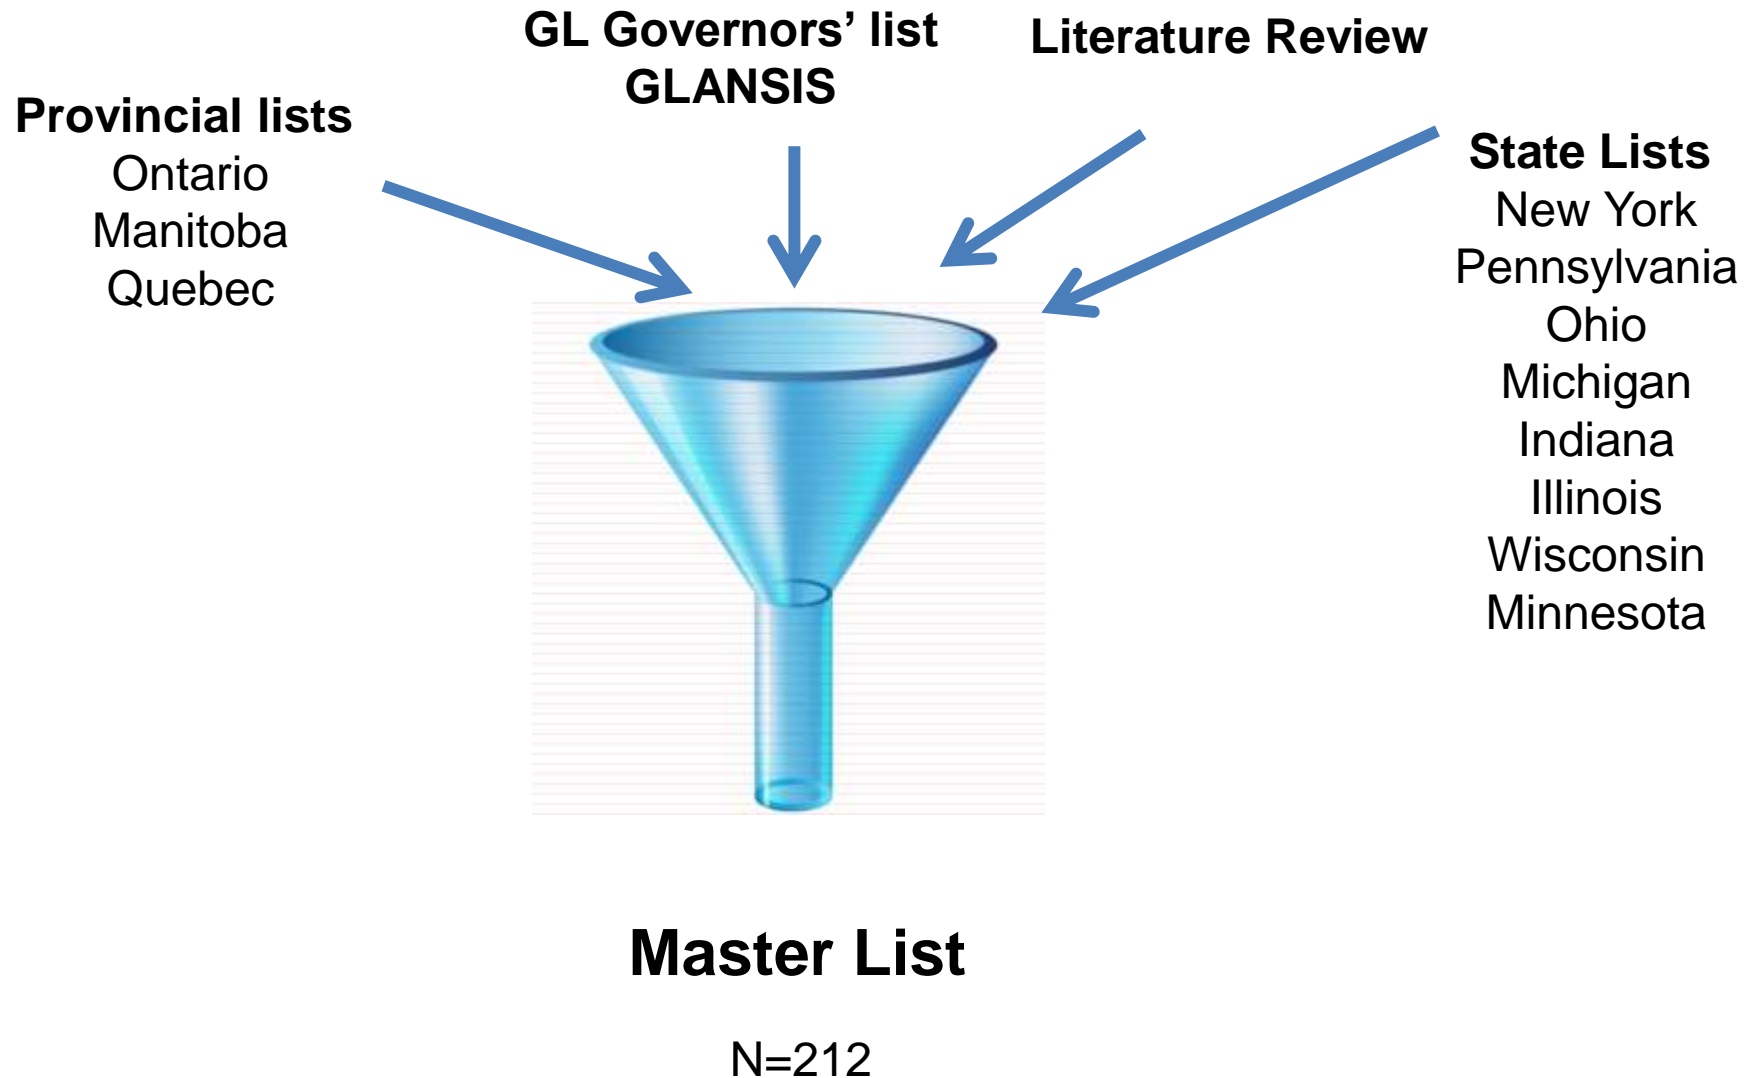 GL Governors’ list
GLANSIS
Literature Review
Provincial lists
Ontario
Manitoba
Quebec
State Lists
New York
Pennsylvania
Ohio
Michigan
Indiana
Illinois
Wisconsin
Minnesota
Master List
N=212